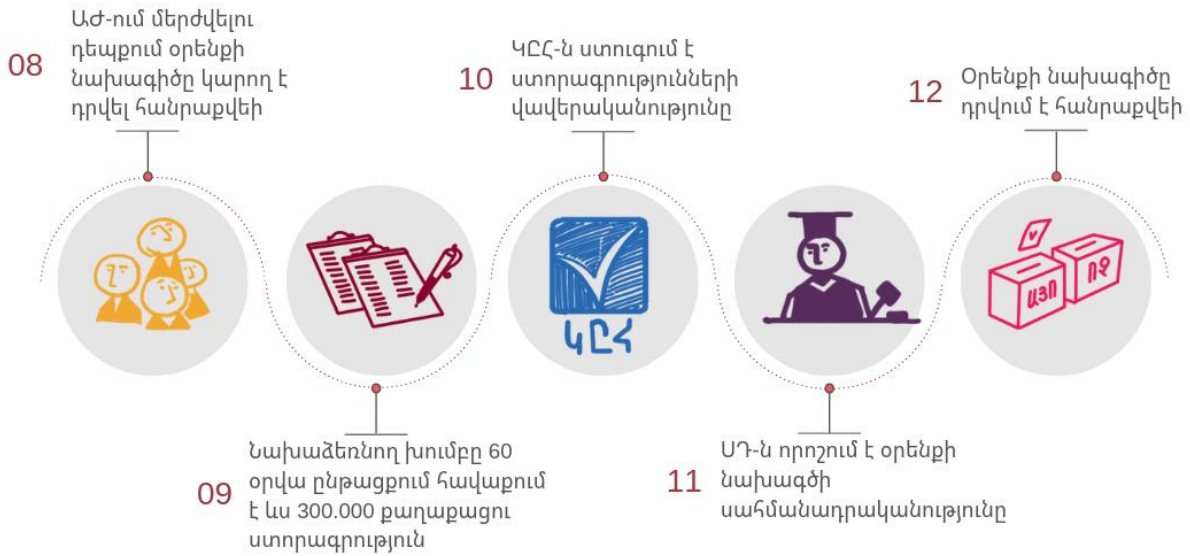 08
ԱԺ-ում մերժվելու
դեպքում օրենքի
նախագիծը կարող է
դրվել հանրաքվեի
09
Նախաձեռնող խումբը 60
օրվա ընթացքում հավաքում
է ևս 300.000 քաղաքացու
ստորագրություն
10
ԿԸՀ-ն ստուգում է
ստորագրությունների
վավերականությունը
ԿԸՀ
11
ՍԴ-ն որոշում է օրենքի
նախագծի
սահմանադրականությունը
12
Օրենքի նախագիծը
դրվում է հանրաքվեի
ԱՅՈ
ՈՉ